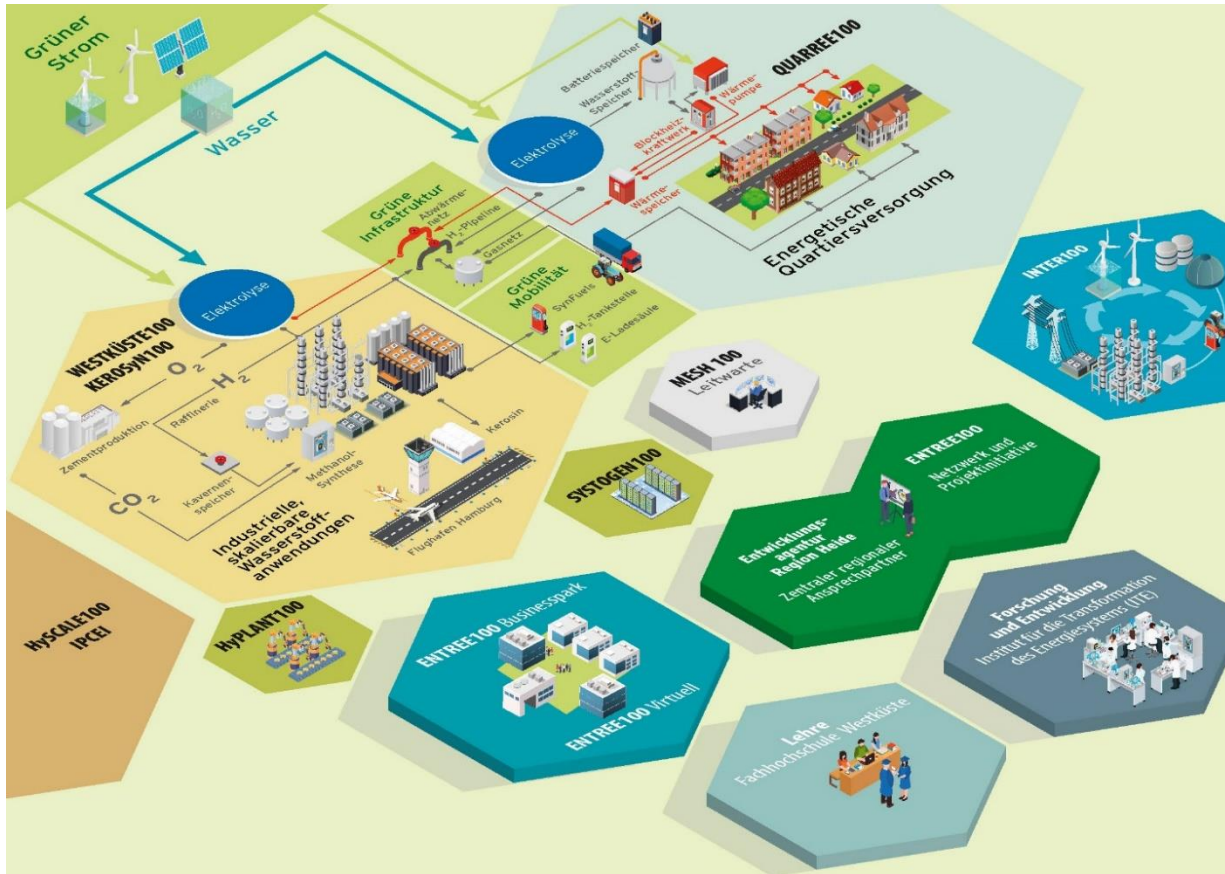 Grüner
Strom
Wasser
Elektrolyse
Batteriespeicher
Wasserstoff-
Speicher
Wärme-
pumpe
Blockheiz-
kraftwerk
Wärme-
speicher
QUARREE100
Energetische
Quartiersversorgung
Grüne
Infrastruktur
Abwärme-
netz
H₂-Pipeline
Gasnetz
Grüne
Mobilität
SynFuels
H₂-Tankstelle
E-Ladesäule
Elektrolyse
WESTKÜSTE100
KEROSyN100
O₂
H₂
Raffinerie
Zementproduktion
CO₂
Kavernen-
speicher
Methanol-
Synthese
Kerosin
Flughafen Hamburg
Industrielle,
skalierbare
Wasserstoff-
anwendungen
INTER100
MESH 100
Leitwarte
SYSTOGEN100
ENTREE100
Netzwerk und
Projektinitiative
Entwicklungs-
agentur
Region Heide
Zentraler regionaler
Ansprechpartner
HySCALE100
IPCEI
HyPLANT100
ENTREE100 Businesspark
ENTREE100 Virtuell
Forschung
und Entwicklung
Institut für die Transformation
des EnergieSystems (ITE)
Lehre
Fachhochschule Westküste